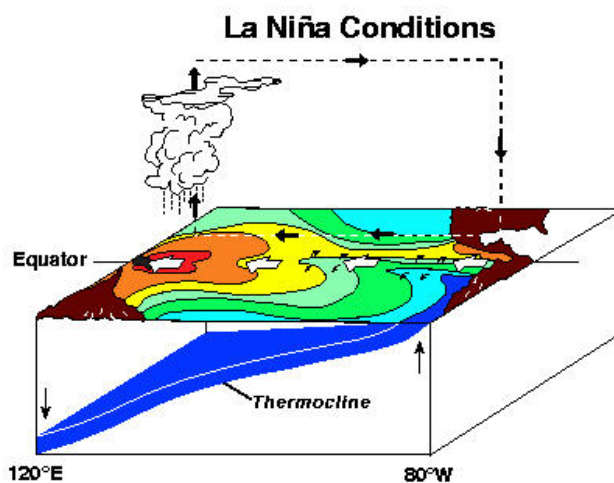 La Niña Conditions
Equator
Thermocline
120°E
80°W